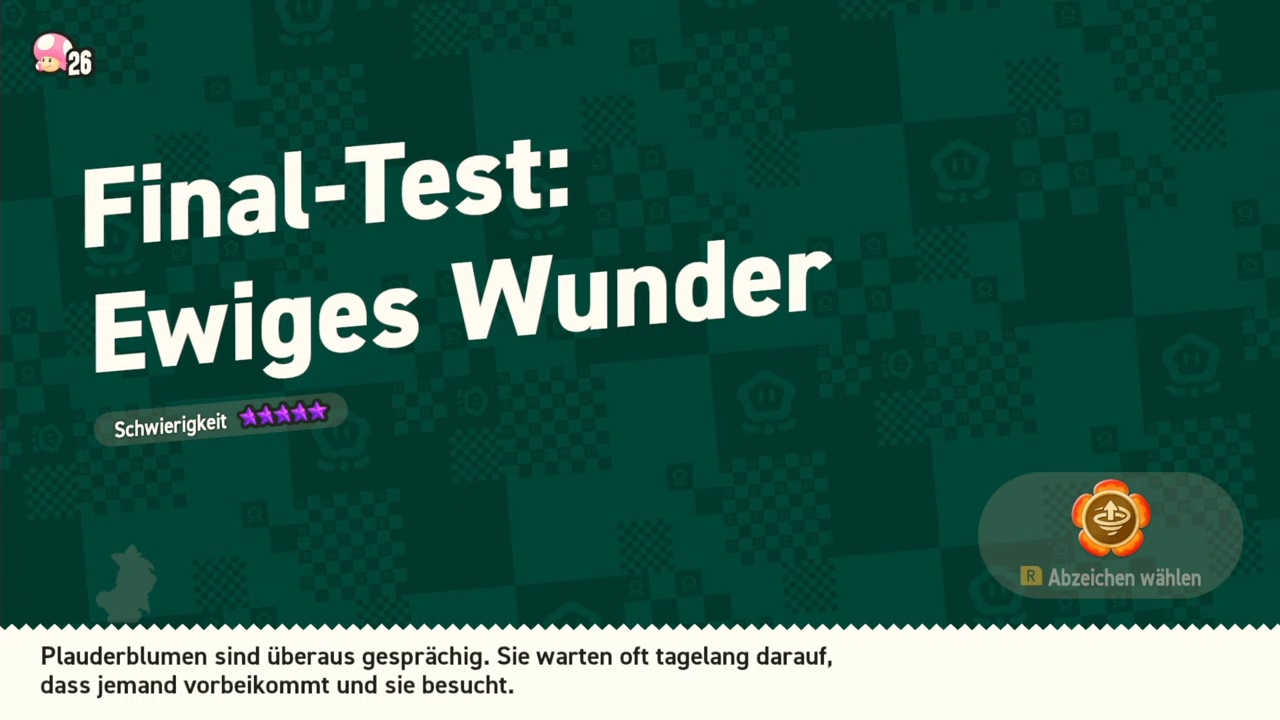 26
Final-Test:
Ewiges Wunder
Schwierigkeit
R Abzeichen wählen
Plauderblumen sind überaus gesprächig. Sie warten oft tagelang darauf,
dass jemand vorbeikommt und sie besucht.